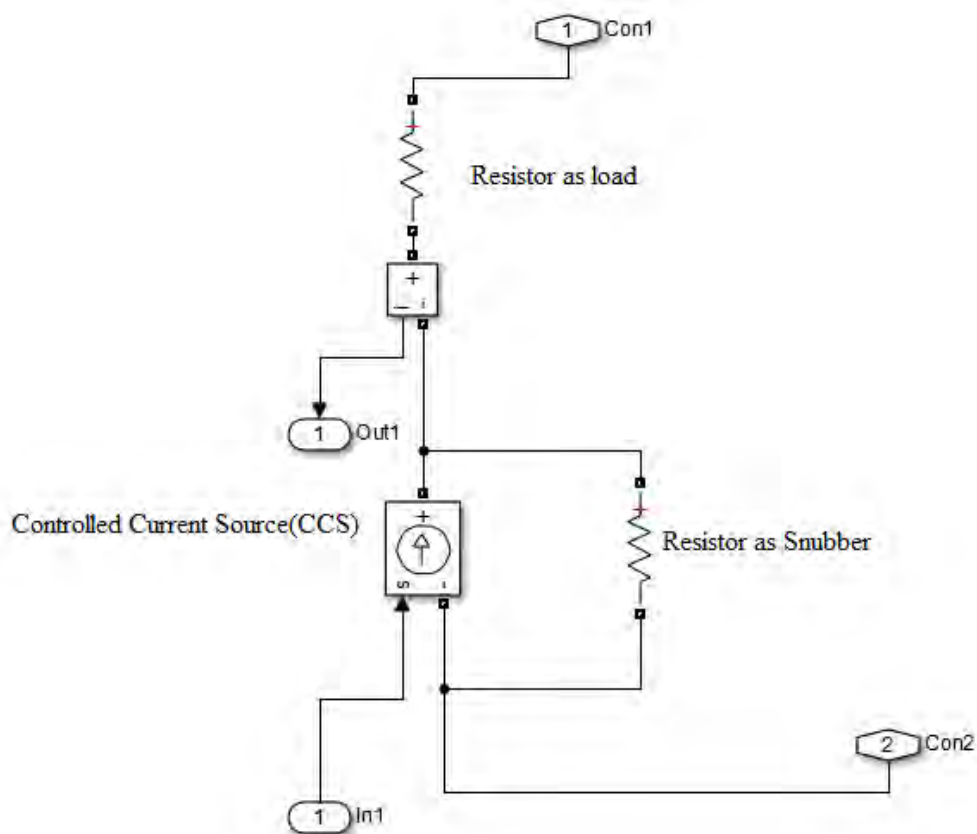 1 Con1
+
Resistor as load
+
i -
1 Out1
Controlled Current Source(CCS)
+
s -
+
Resistor as Snubber
2 Con2
1 In1